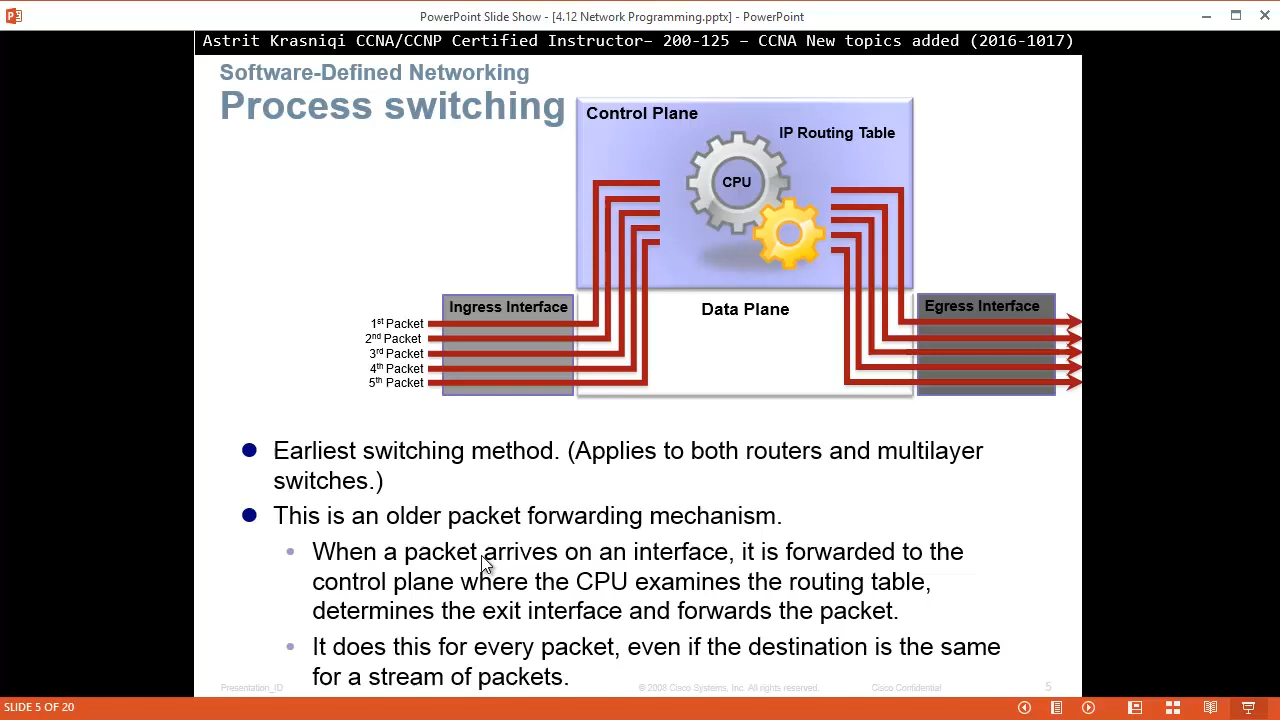 PowerPoint Slide Show - [4.12 Network Programming.pptx] - PowerPoint
Astrit Krasniqi CCNA/CCNP Certified Instructor– 200-125 – CCNA New topics added (2016-1017)
Software-Defined Networking
Process switching
Control Plane
IP Routing Table
CPU
Ingress Interface
Data Plane
Egress Interface
1st Packet
2nd Packet
3rd Packet
4th Packet
5th Packet
Earliest switching method. (Applies to both routers and multilayer
switches.)
This is an older packet forwarding mechanism.
When a packet arrives on an interface, it is forwarded to the
control plane where the CPU examines the routing table,
determines the exit interface and forwards the packet.
It does this for every packet, even if the destination is the same
for a stream of packets.
Presentation_ID
© 2008 Cisco Systems, Inc. All rights reserved.
Cisco Confidential
5
SLIDE 5 OF 20